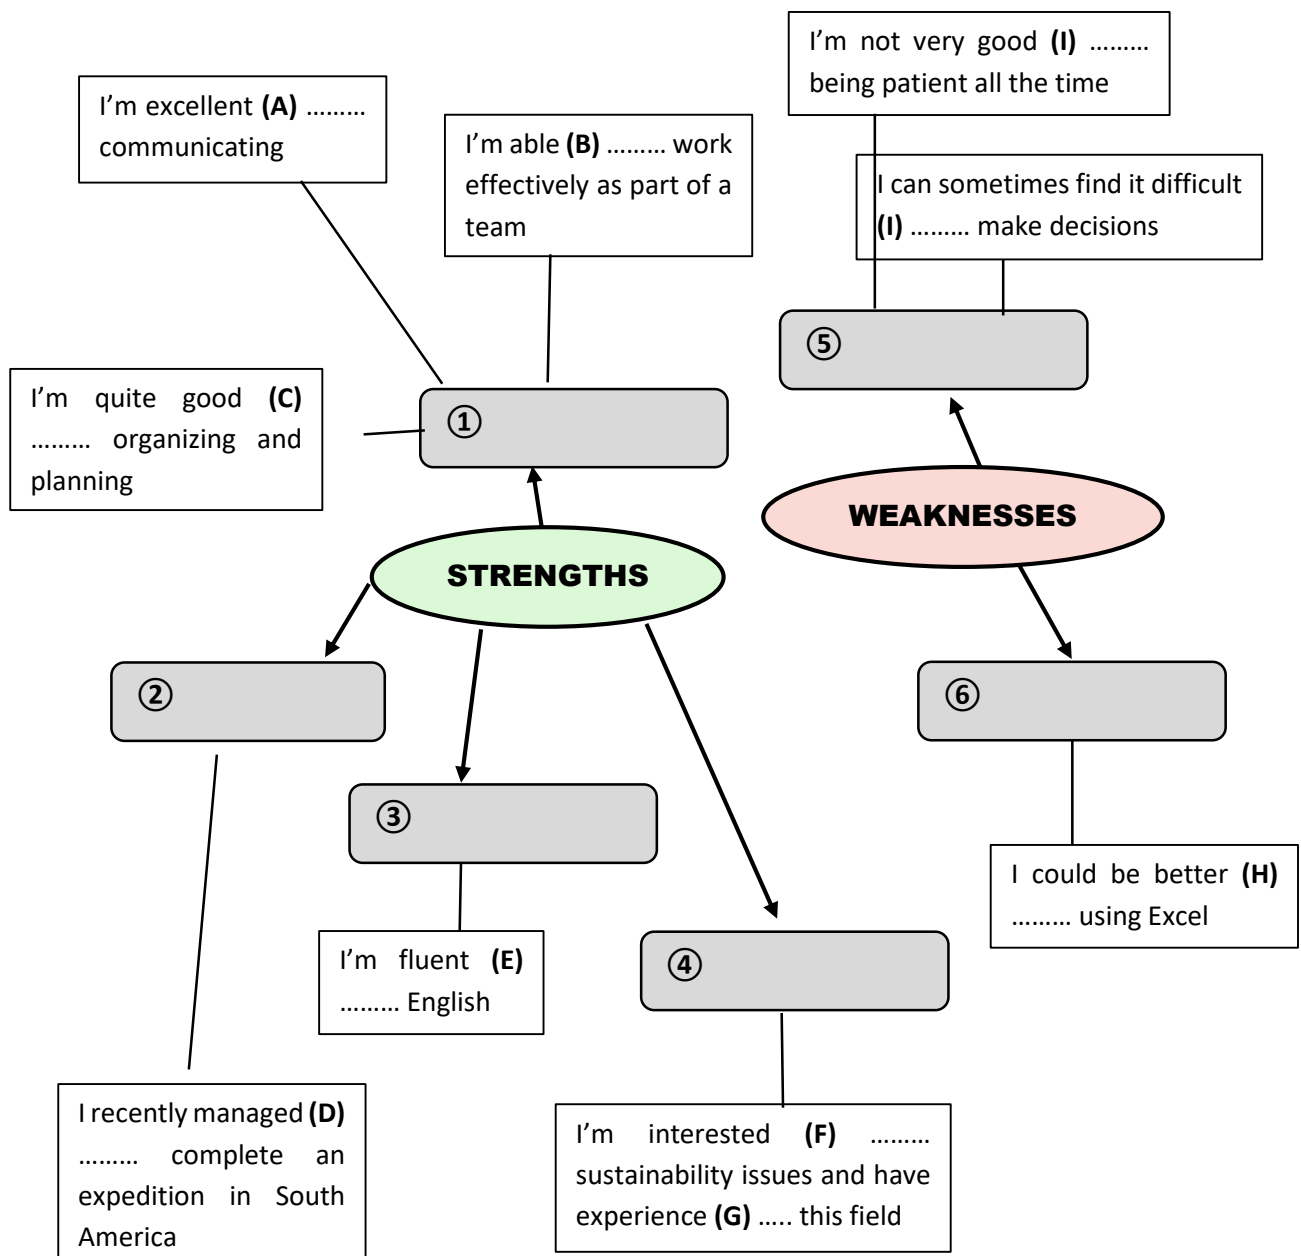 I'm not very good (I) .........
being patient all the time
I'm excellent (A) .........
communicating
I'm able (B) ......... work
effectively as part of a
team
I can sometimes find it difficult
(I) ......... make decisions
⑤
I'm quite good (C)
......... organizing and
planning
①
WEAKNESSES
STRENGTHS
②
⑥
③
I could be better (H)
......... using Excel
I'm fluent (E)
......... English
④
I recently managed (D)
......... complete an
expedition in South
America
I'm interested (F) .........
sustainability issues and have
experience (G) ..... this field